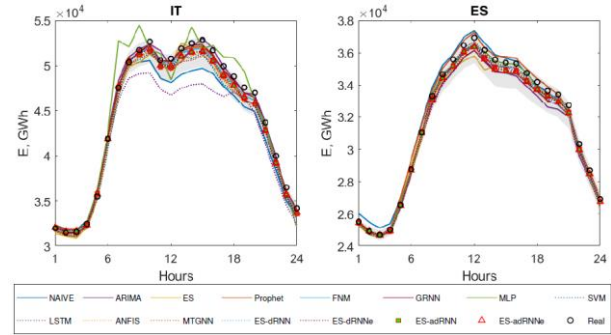 ×10⁴ IT ×10⁴ ES
5.5
5
4.5
4
3.5
3
E, GWh
1 6 12 18 24
Hours
3.8
3.6
3.4
3.2
3
2.8
2.6
2.4
E, GWh
1 6 12 18 24
Hours
NAIVE ARIMA ES Prophet FNM GRNN MLP SVM
LSTM ANFIS MTGNN ES-dRNN ES-dRNNe ES-adRNN ES-adRNNe Real